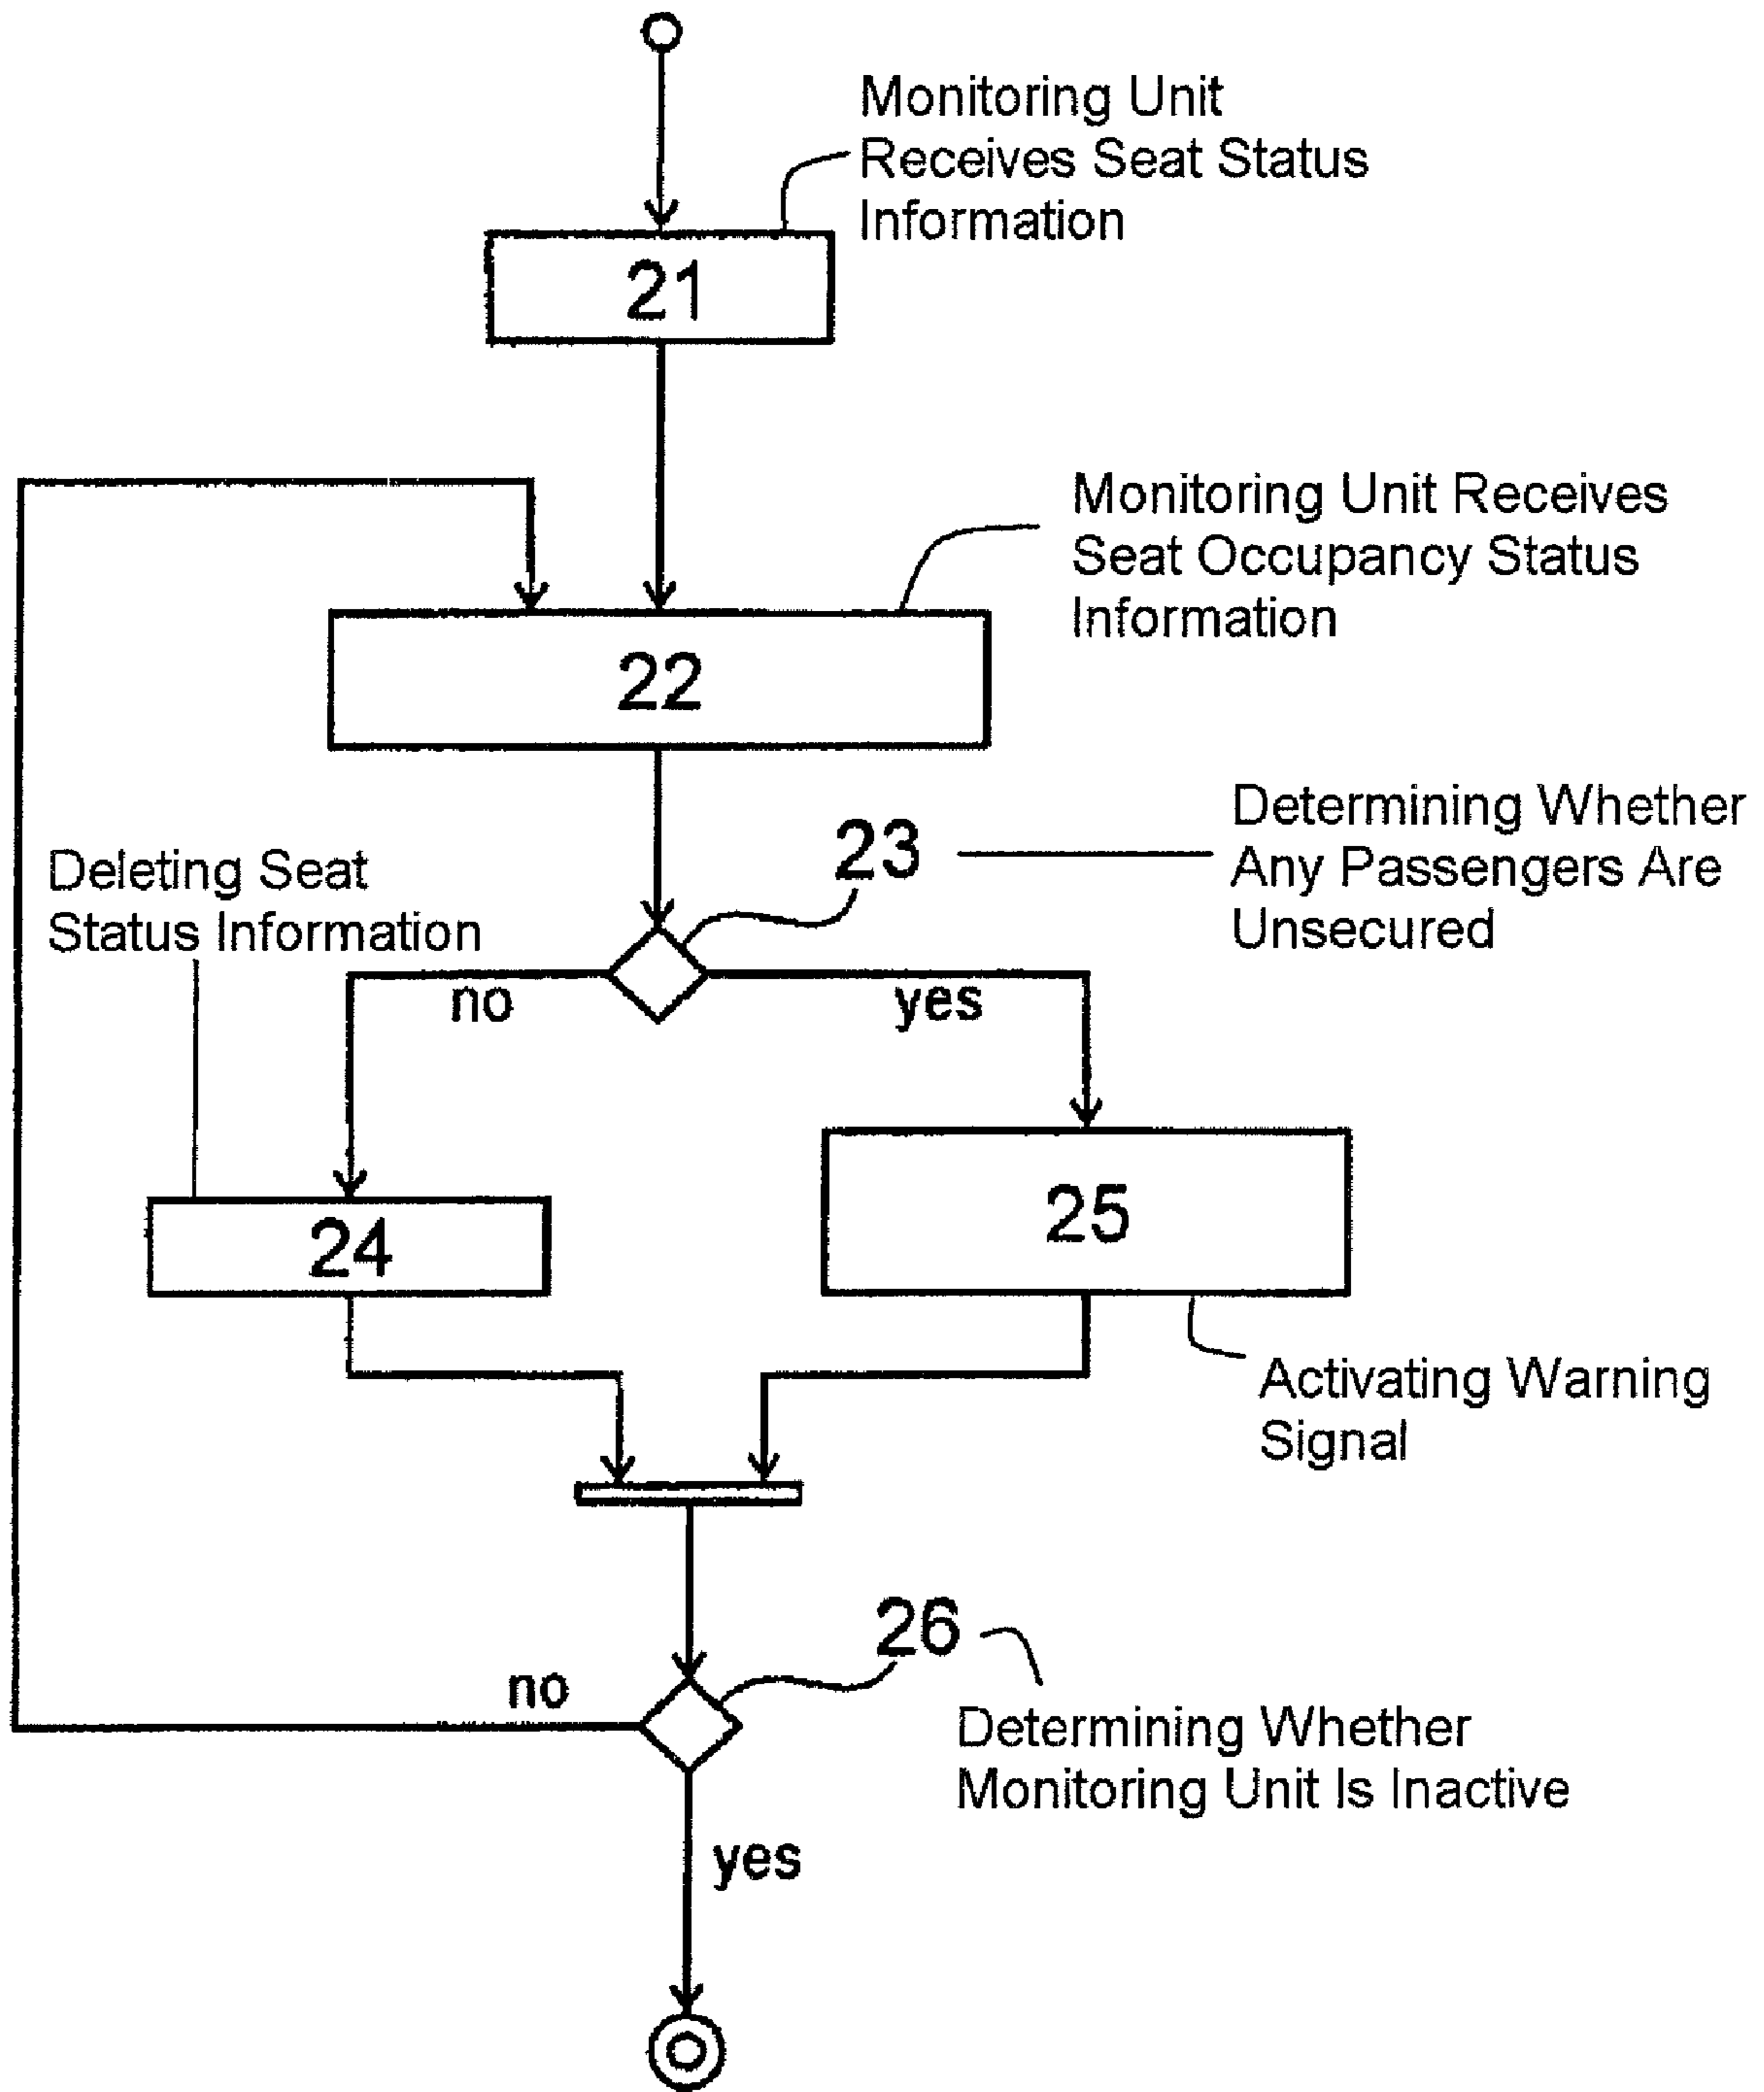 Monitoring Unit
Receives Seat Status
Information
21
Monitoring Unit Receives
Seat Occupancy Status
Information
22
23
Determining Whether
Any Passengers Are
Unsecured
Deleting Seat
Status Information
no
yes
24
25
Activating Warning
Signal
26
no
Determining Whether
Monitoring Unit Is Inactive
yes